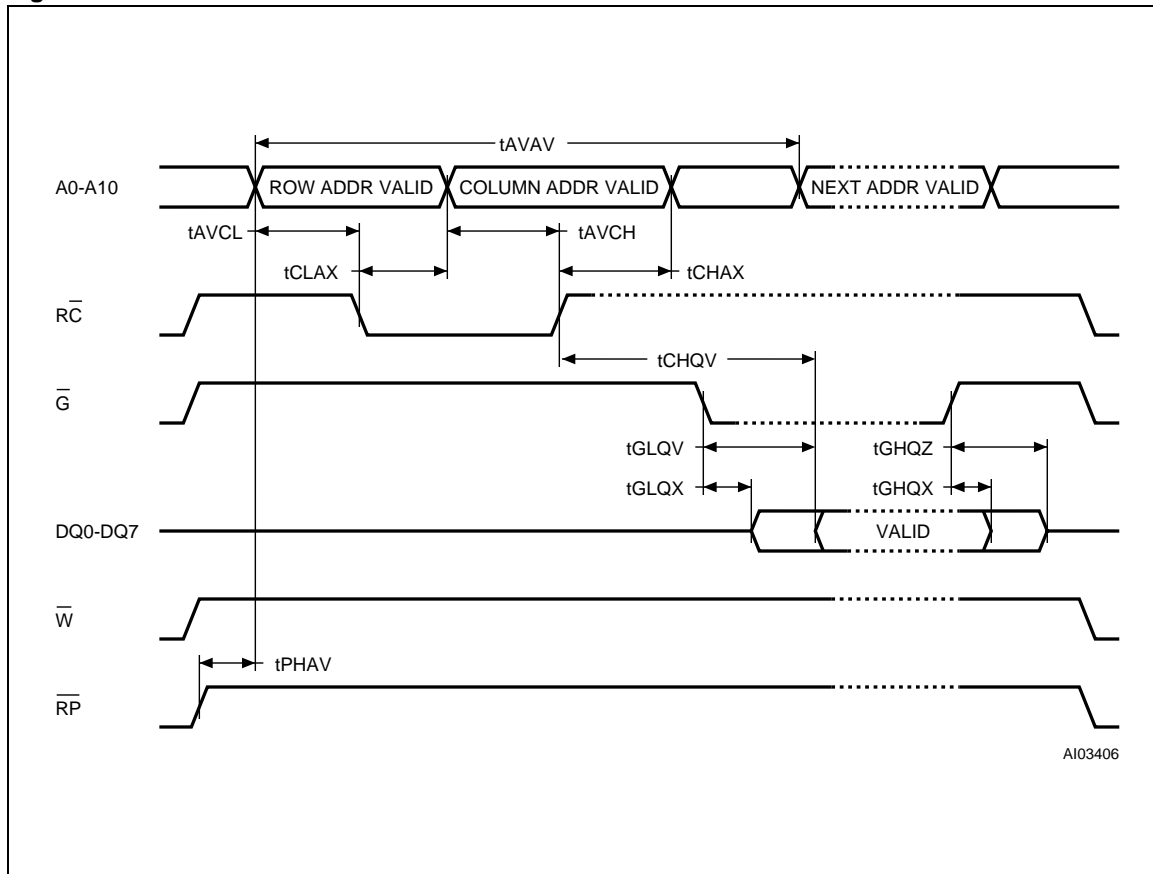 tAVAV
A0-A10
ROW ADDR VALID
COLUMN ADDR VALID
NEXT ADDR VALID
tAVCL
tAVCH
tCLAX
tCHAX
RC̅
tCHQV
G̅
tGLQV
tGHQZ
tGLQX
tGHQX
DQ0-DQ7
VALID
W̅
tPHAV
R̅P̅
AI03406